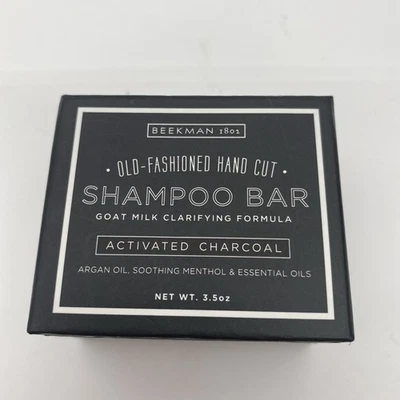 BEEKMAN 1802
• OLD-FASHIONED HAND CUT •
SHAMPOO BAR
GOAT MILK CLARIFYING FORMULA
ACTIVATED CHARCOAL
ARGAN OIL, SOOTHING MENTHOL & ESSENTIAL OILS
NET WT. 3.5oz